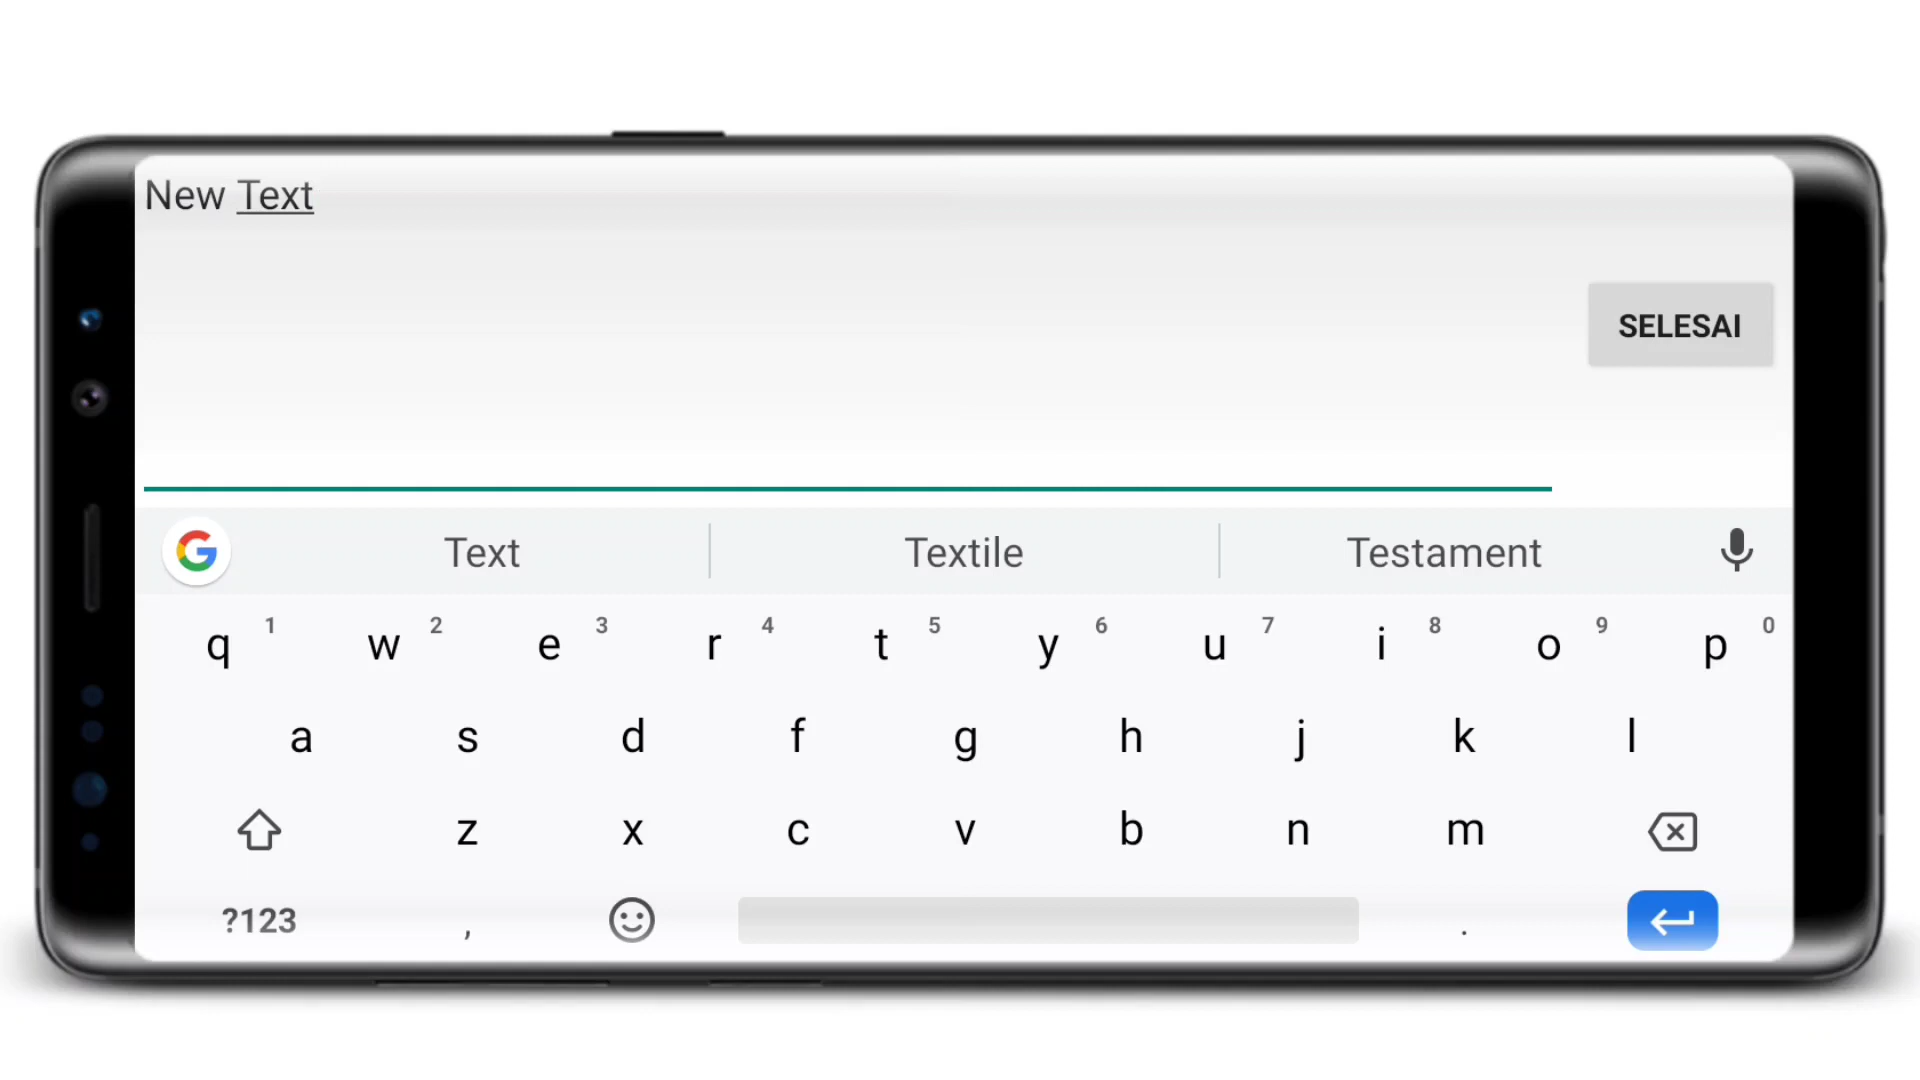 New Text
SELESAI
Text Textile Testament
q 1 w 2 e 3 r 4 t 5 y 6 u 7 i 8 o 9 p 0
a s d f g h j k l
z x c v b n m
?123 , .